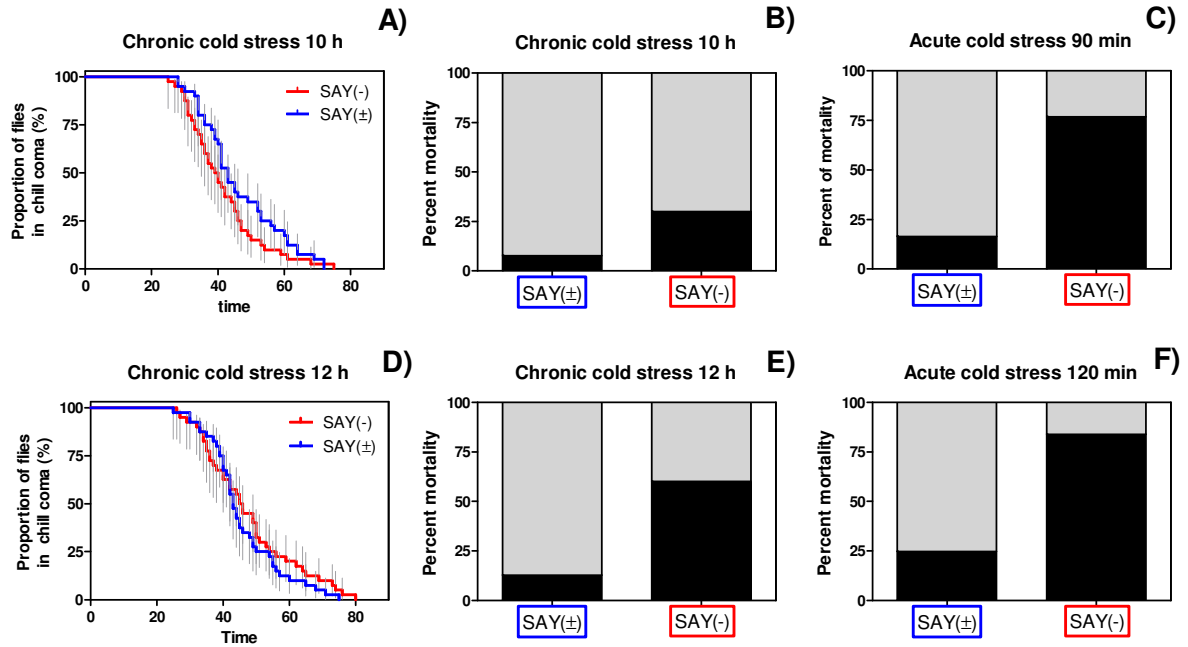 A)
Chronic cold stress 10 h
Proportion of flies
in chill coma (%)
100
75
50
25
0
SAY(-)
SAY(±)
0 20 40 60 80
time
B)
Chronic cold stress 10 h
Percent mortality
100
75
50
25
0
SAY(±) SAY(-)
C)
Acute cold stress 90 min
Percent of mortality
100
75
50
25
0
SAY(±) SAY(-)
D)
Chronic cold stress 12 h
Proportion of flies
in chill coma (%)
100
75
50
25
0
SAY(-)
SAY(±)
0 20 40 60 80
Time
E)
Chronic cold stress 12 h
Percent mortality
100
75
50
25
0
SAY(±) SAY(-)
F)
Acute cold stress 120 min
Percent mortality
100
75
50
25
0
SAY(±) SAY(-)